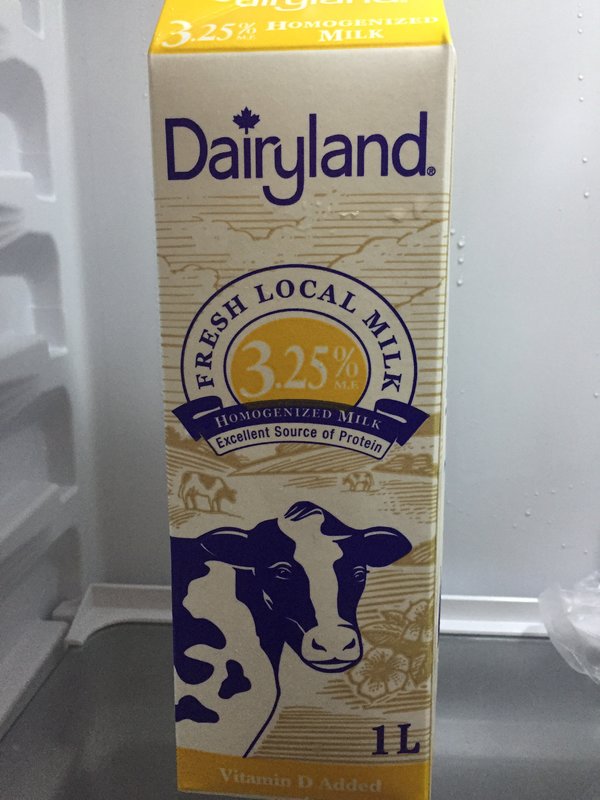 Dairyland
3.25% M.F. HOMOGENIZED
MILK
Dairyland®
FRESH LOCAL MILK
3.25%
M.F.
HOMOGENIZED MILK
Excellent Source of Protein
1L
Vitamin D Added